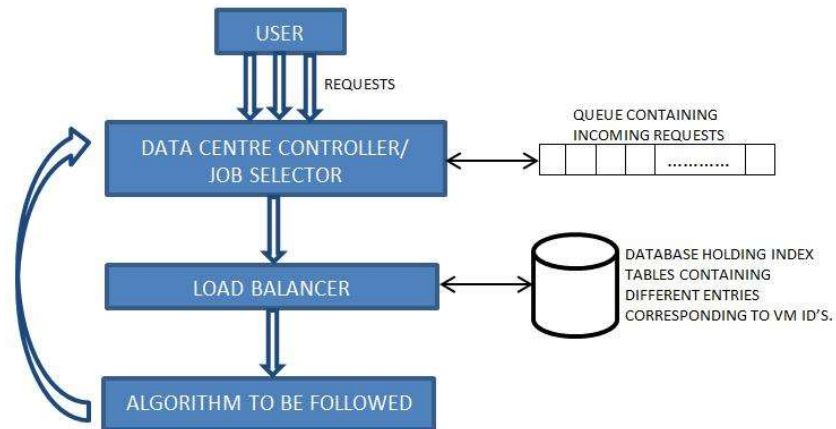 USER
REQUESTS
DATA CENTRE CONTROLLER/
JOB SELECTOR
QUEUE CONTAINING
INCOMING REQUESTS
............
LOAD BALANCER
DATABASE HOLDING INDEX
TABLES CONTAINING
DIFFERENT ENTRIES
CORRESPONDING TO VM ID'S.
ALGORITHM TO BE FOLLOWED